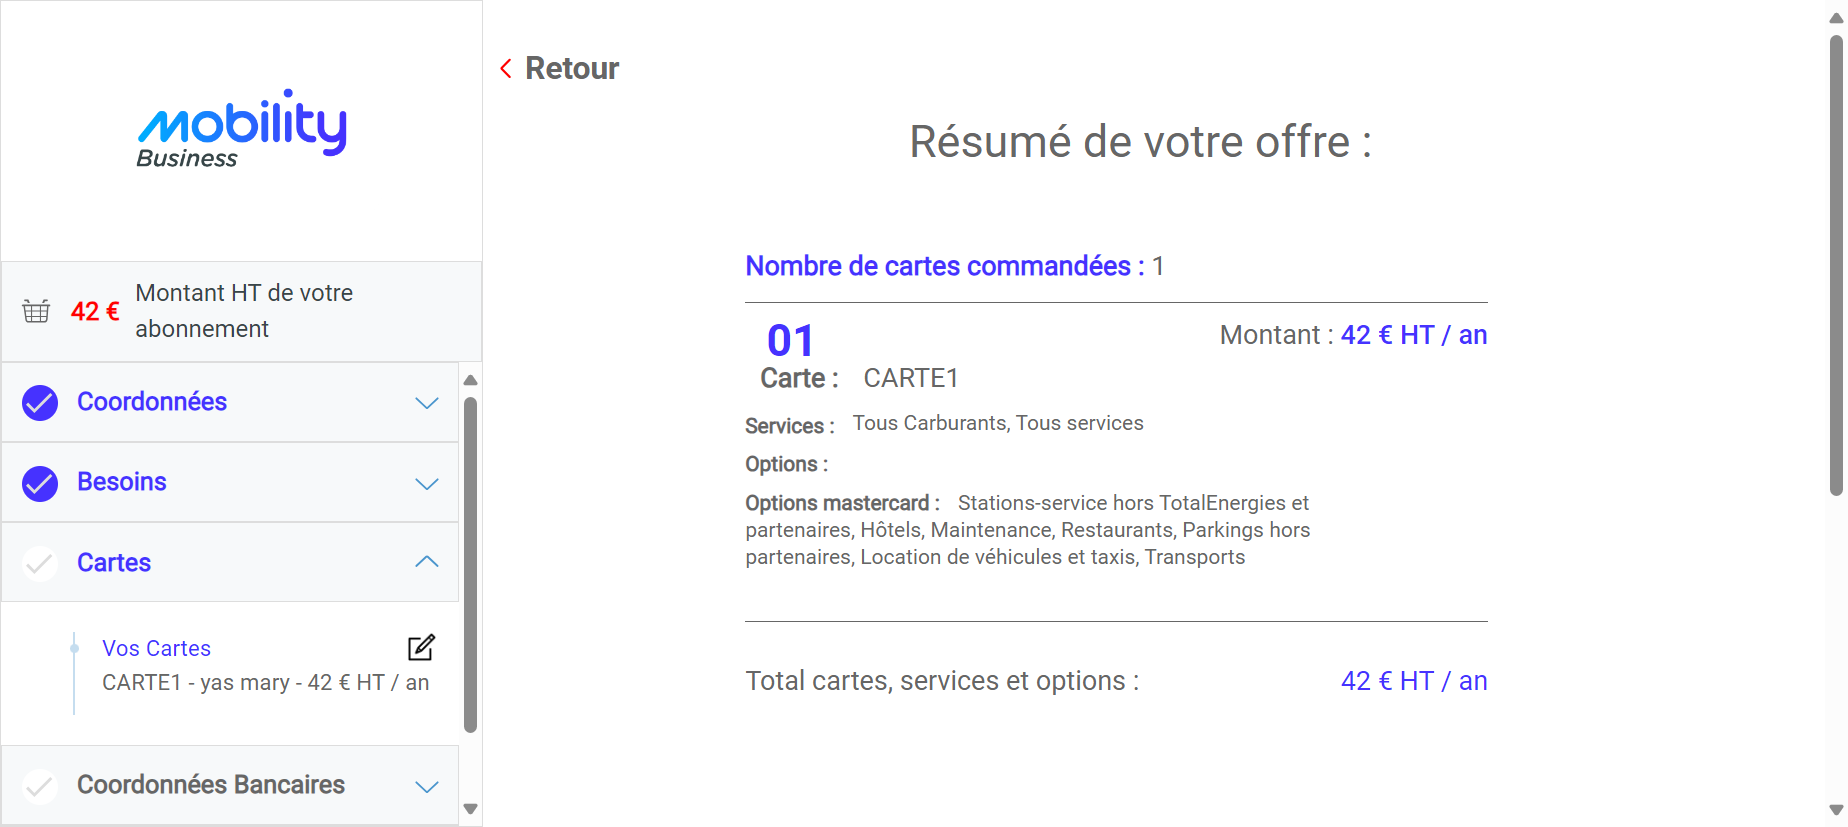 mobility
Business
42 €
Montant HT de votre
abonnement
Coordonnées
Besoins
Cartes
Vos Cartes
CARTE1 - yas mary - 42 € HT / an
Coordonnées Bancaires
Retour
Résumé de votre offre :
Nombre de cartes commandées : 1
01
Montant : 42 € HT / an
Carte : CARTE1
Services : Tous Carburants, Tous services
Options :
Options mastercard : Stations-service hors TotalEnergies et
partenaires, Hôtels, Maintenance, Restaurants, Parkings hors
partenaires, Location de véhicules et taxis, Transports
Total cartes, services et options : 42 € HT / an